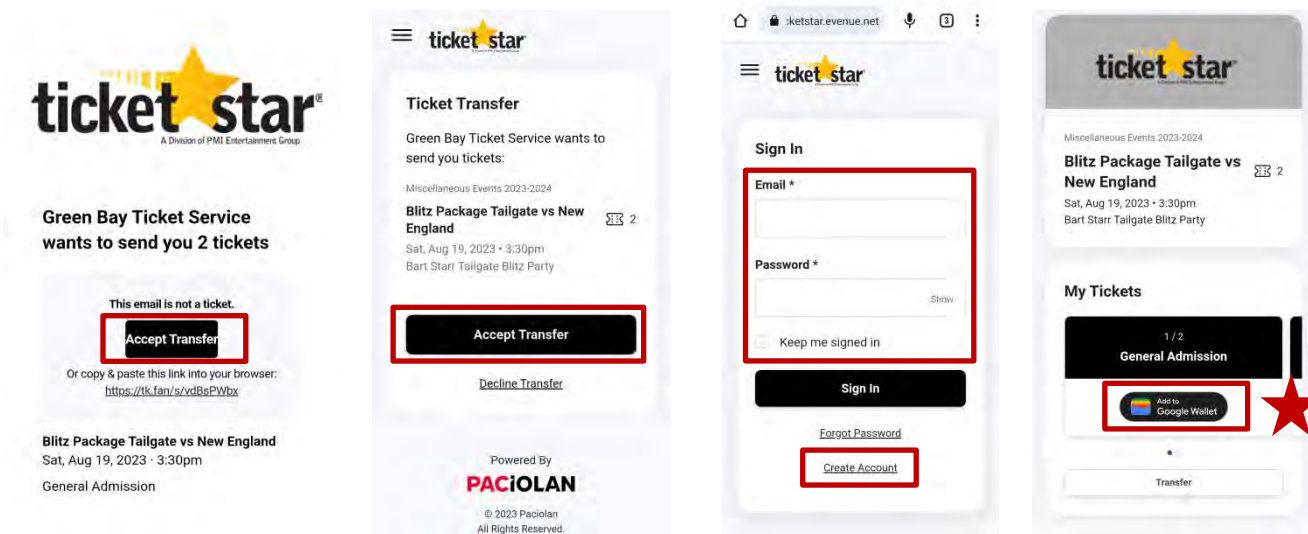 ticket star®
A Division of PMI Entertainment Group
Green Bay Ticket Service
wants to send you 2 tickets
This email is not a ticket.
Accept Transfer
Or copy & paste this link into your browser:
https://tk.fan/s/vdBsPWbx
Blitz Package Tailgate vs New England
Sat, Aug 19, 2023 · 3:30pm
General Admission
ticket star
Ticket Transfer
Green Bay Ticket Service wants to
send you tickets:
Miscellaneous Events 2023-2024
Blitz Package Tailgate vs New
England
2
Sat, Aug 19, 2023 • 3:30pm
Bart Starr Tailgate Blitz Party
Accept Transfer
Decline Transfer
Powered By
PACiOLAN
© 2023 Paciolan
All Rights Reserved.
:ketstar.evenue.net
3
ticket star
Sign In
Email *
Password *
Show
Keep me signed in
Sign In
Forgot Password
Create Account
ticket star
Miscellaneous Events 2023-2024
Blitz Package Tailgate vs
New England
2
Sat, Aug 19, 2023 • 3:30pm
Bart Starr Tailgate Blitz Party
My Tickets
1 / 2
General Admission
Add to
Google Wallet
Transfer